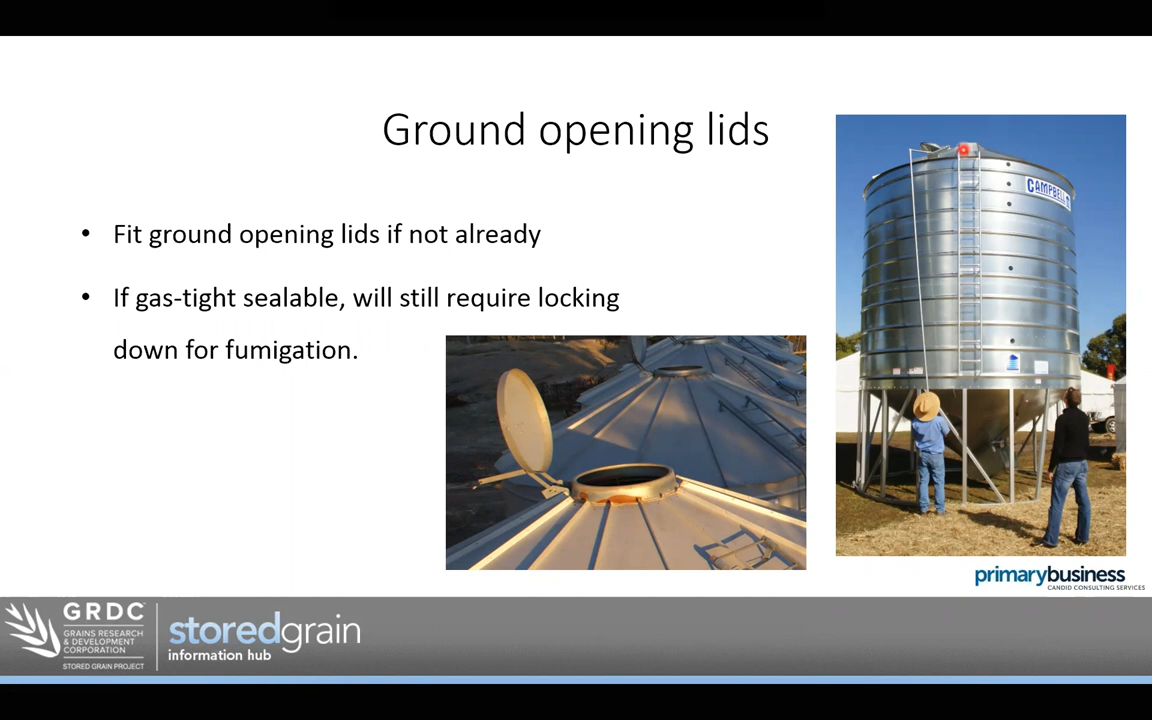 Ground opening lids
• Fit ground opening lids if not already
• If gas-tight sealable, will still require locking
down for fumigation.
CAMPBELL
primarybusiness
CANDID CONSULTING SERVICES
GRDC
GRAINS RESEARCH
& DEVELOPMENT
CORPORATION
STORED GRAIN PROJECT
storedgrain
information hub